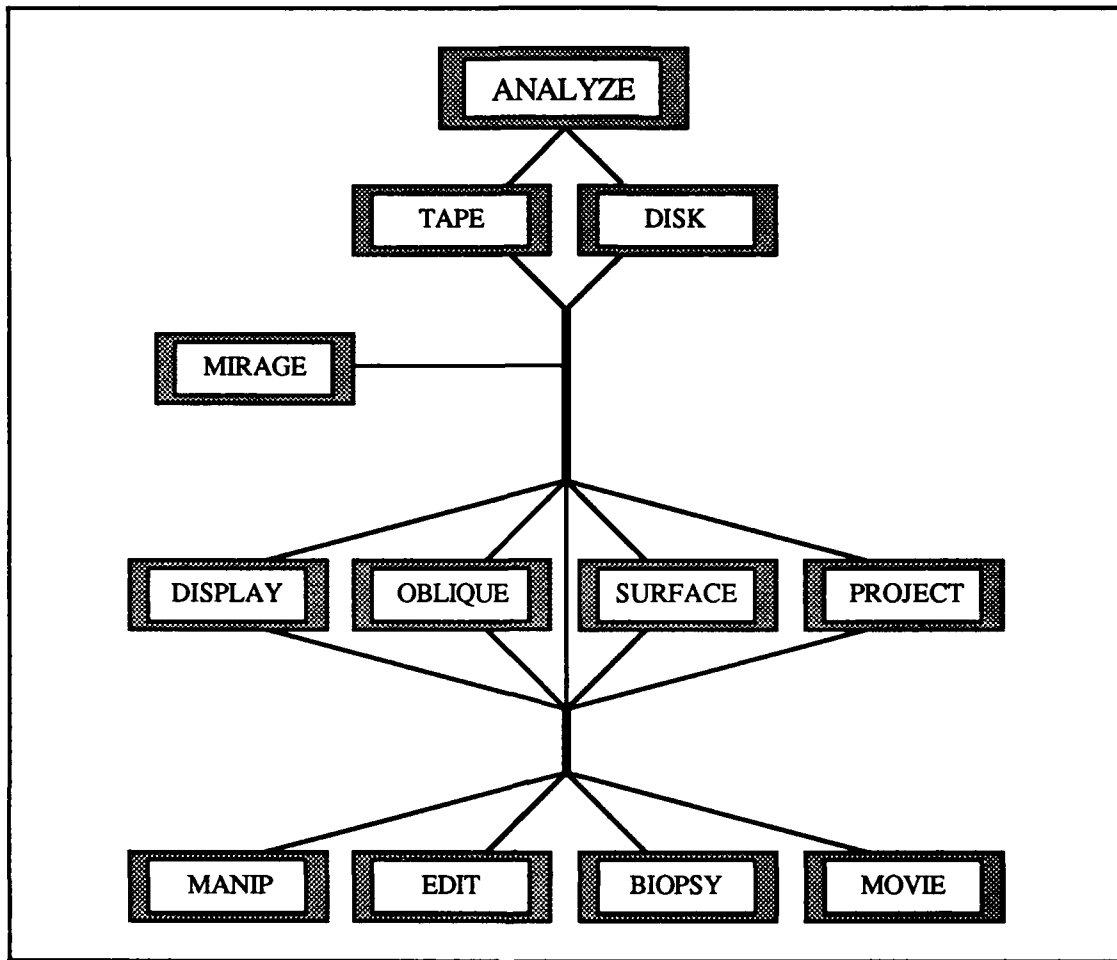 ANALYZE
TAPE
DISK
MIRAGE
DISPLAY
OBLIQUE
SURFACE
PROJECT
MANIP
EDIT
BIOPSY
MOVIE